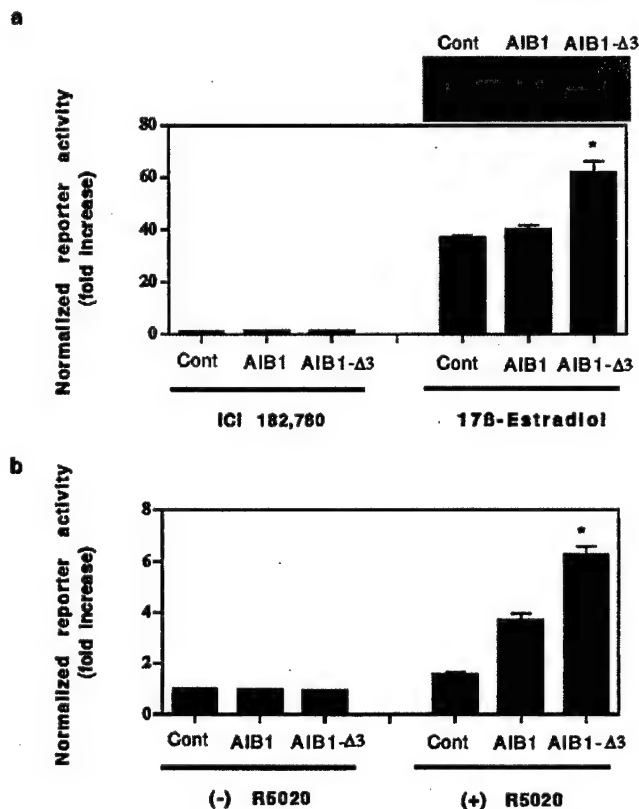 a
Cont AIB1 AIB1-Δ3
Normalized reporter activity
(fold increase)
80
60
40
20
0
*
Cont AIB1 AIB1-Δ3 Cont AIB1 AIB1-Δ3
ICI 182,780 17ß-Estradiol
b
Normalized reporter activity
(fold increase)
8
6
4
2
0
*
Cont AIB1 AIB1-Δ3 Cont AIB1 AIB1-Δ3
(-) R5020 (+) R5020